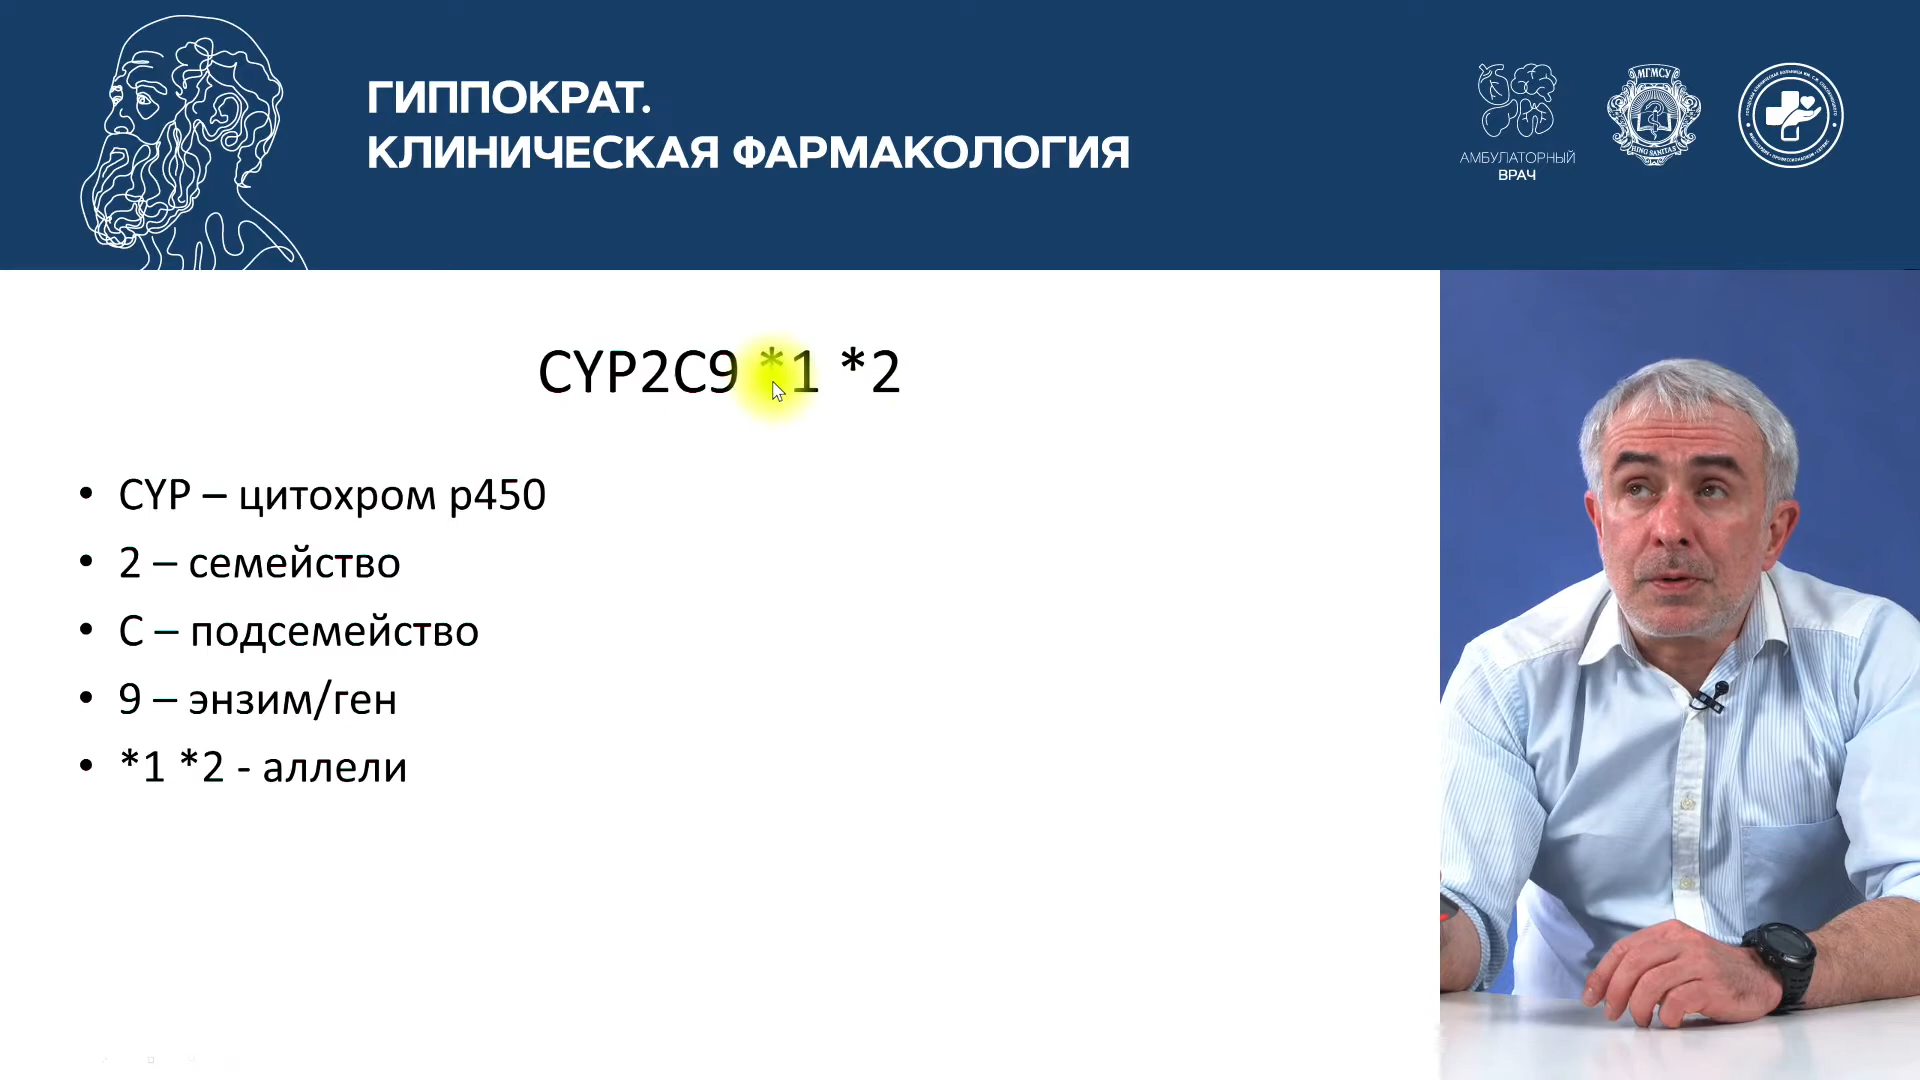 ГИППОКРАТ.
КЛИНИЧЕСКАЯ ФАРМАКОЛОГИЯ
АМБУЛАТОРНЫЙ
ВРАЧ
МГМСУ
CYP2C9 *1 *2
• CYP – цитохром р450
• 2 – семейство
• С – подсемейство
• 9 – энзим/ген
• *1 *2 - аллели